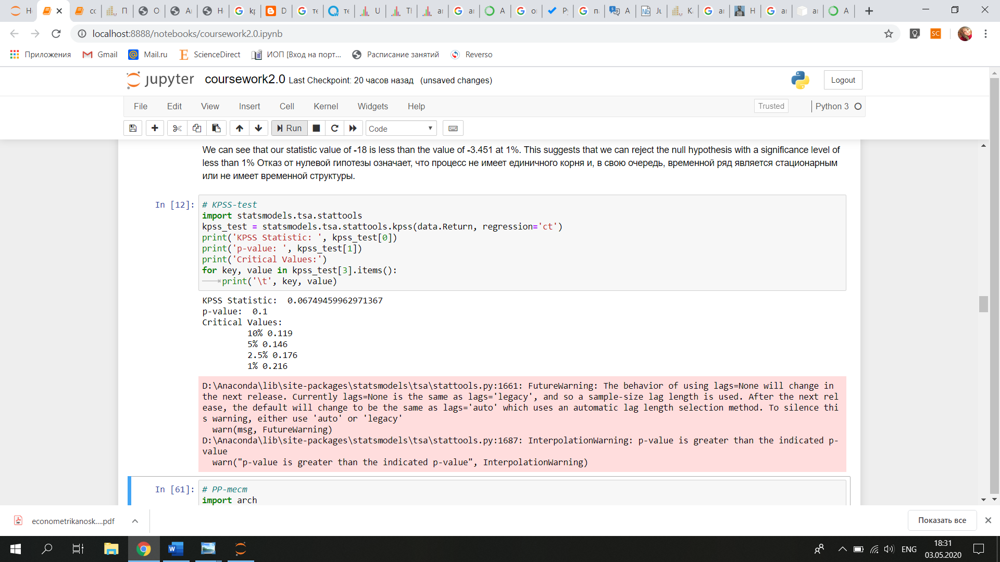 localhost:8888/notebooks/coursework2.0.ipynb
Приложения Gmail Mail.ru ScienceDirect ИОП [Вход на порт... Расписание занятий Reverso
jupyter coursework2.0 Last Checkpoint: 20 часов назад (unsaved changes) Logout
File Edit View Insert Cell Kernel Widgets Help Trusted Python 3
Run Code
We can see that our statistic value of -18 is less than the value of -3.451 at 1%. This suggests that we can reject the null hypothesis with a significance level of
less than 1% Отказ от нулевой гипотезы означает, что процесс не имеет единичного корня и, в свою очередь, временной ряд является стационарным
или не имеет временной структуры.
In [12]: # KPSS-test
import statsmodels.tsa.stattools
kpss_test = statsmodels.tsa.stattools.kpss(data.Return, regression='ct')
print('KPSS Statistic: ', kpss_test[0])
print('p-value: ', kpss_test[1])
print('Critical Values:')
for key, value in kpss_test[3].items():
print('\t', key, value)
KPSS Statistic:  0.06749459962971367
p-value:  0.1
Critical Values:
10% 0.119
5% 0.146
2.5% 0.176
1% 0.216
D:\Anaconda\lib\site-packages\statsmodels\tsa\stattools.py:1661: FutureWarning: The behavior of using lags=None will change in
the next release. Currently lags=None is the same as lags='legacy', and so a sample-size lag length is used. After the next rel
ease, the default will change to be the same as lags='auto' which uses an automatic lag length selection method. To silence thi
s warning, either use 'auto' or 'legacy'
warn(msg, FutureWarning)
D:\Anaconda\lib\site-packages\statsmodels\tsa\stattools.py:1687: InterpolationWarning: p-value is greater than the indicated p-
value
warn("p-value is greater than the indicated p-value", InterpolationWarning)
In [61]: # PP-тест
import arch
econometrikanosk....pdf Показать все
ENG 18:31
03.05.2020